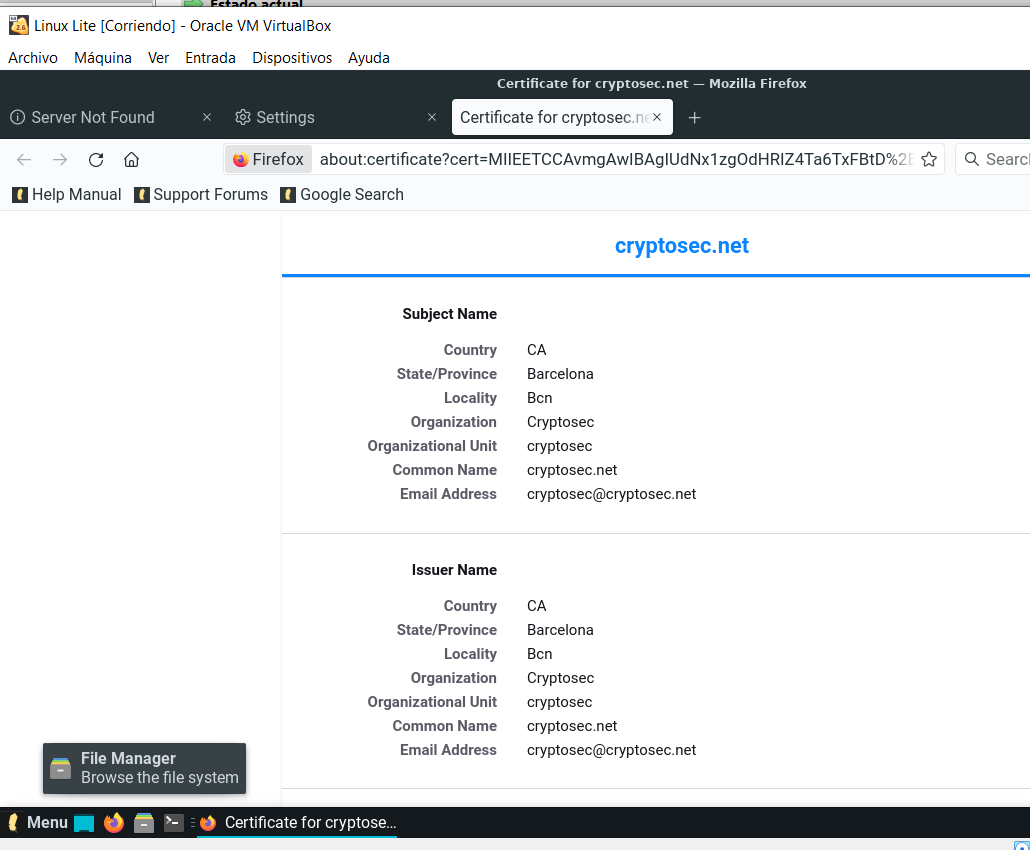 Estado actual
Linux Lite [Corriendo] - Oracle VM VirtualBox
Archivo Máquina Ver Entrada Dispositivos Ayuda
Certificate for cryptosec.net — Mozilla Firefox
Server Not Found Settings Certificate for cryptosec.ne
Firefox about:certificate?cert=MIIEETCCAvmgAwIBAgIUdNx1zgOdHRIZ4Ta6TxFBtD%2B Search
Help Manual Support Forums Google Search
cryptosec.net
Subject Name
Country CA
State/Province Barcelona
Locality Bcn
Organization Cryptosec
Organizational Unit cryptosec
Common Name cryptosec.net
Email Address cryptosec@cryptosec.net
Issuer Name
Country CA
State/Province Barcelona
Locality Bcn
Organization Cryptosec
Organizational Unit cryptosec
Common Name cryptosec.net
Email Address cryptosec@cryptosec.net
File Manager
Browse the file system
Menu Certificate for cryptose...